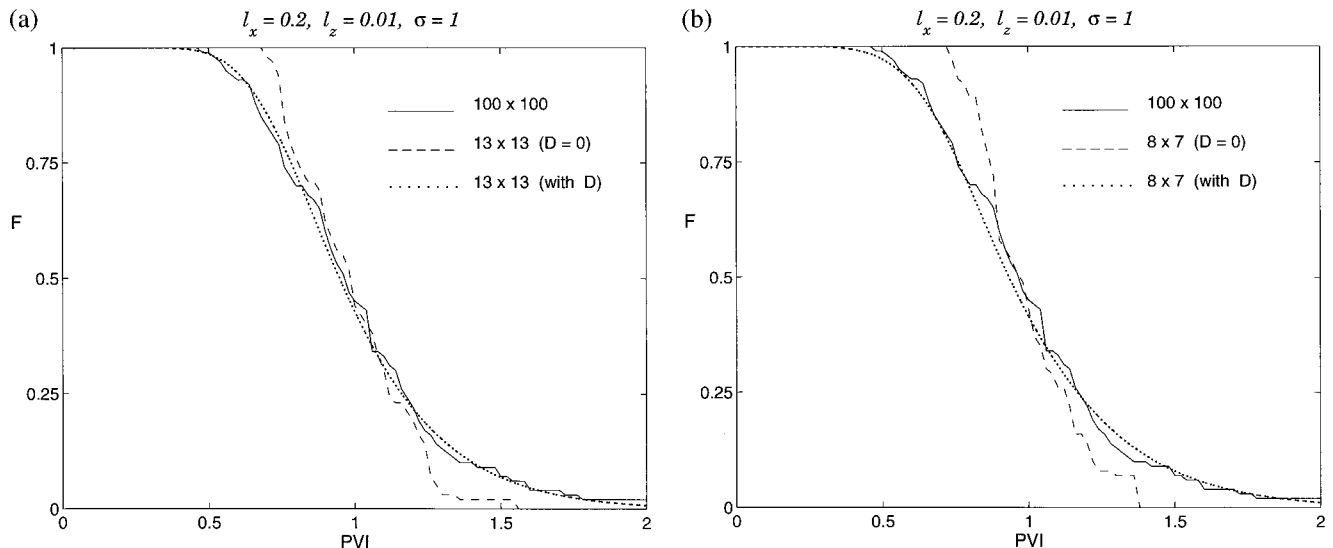 (a)
l_x = 0.2, l_z = 0.01, σ = 1
1
0.75
F
0.5
0.25
0
0
0.5
1
1.5
2
PVI
100 x 100
13 x 13 (D = 0)
13 x 13 (with D)
(b)
l_x = 0.2, l_z = 0.01, σ = 1
1
0.75
F
0.5
0.25
0
0
0.5
1
1.5
2
PVI
100 x 100
8 x 7 (D = 0)
8 x 7 (with D)